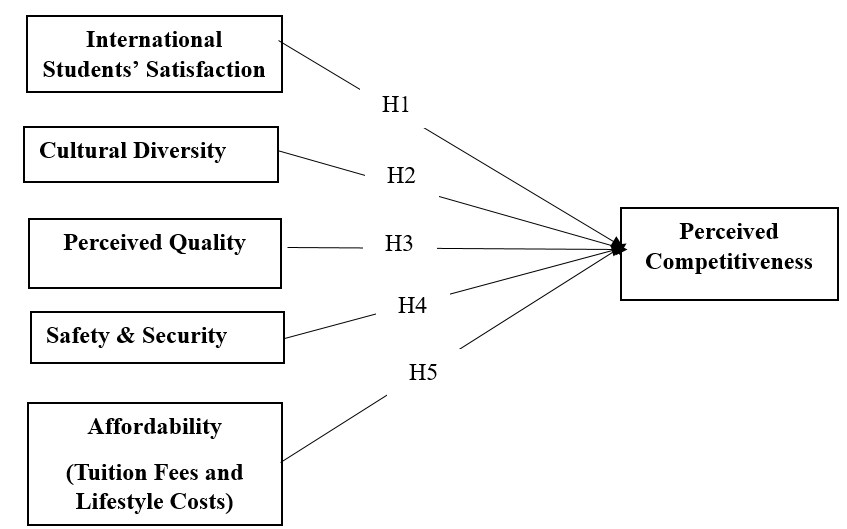 International
Students’ Satisfaction
H1
Cultural Diversity
H2
Perceived Quality
H3
Perceived
Competitiveness
Safety & Security
H4
H5
Affordability
(Tuition Fees and
Lifestyle Costs)